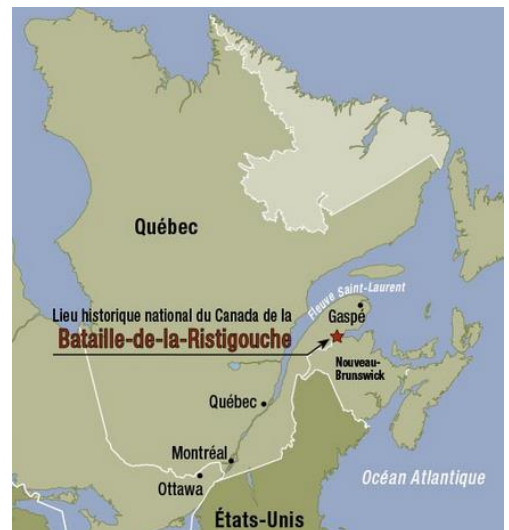 Québec
Fleuve Saint-Laurent
Lieu historique national du Canada de la
Bataille-de-la-Ristigouche
Gaspé
Nouveau-
Brunswick
Québec
Montréal
Ottawa
Océan Atlantique
États-Unis